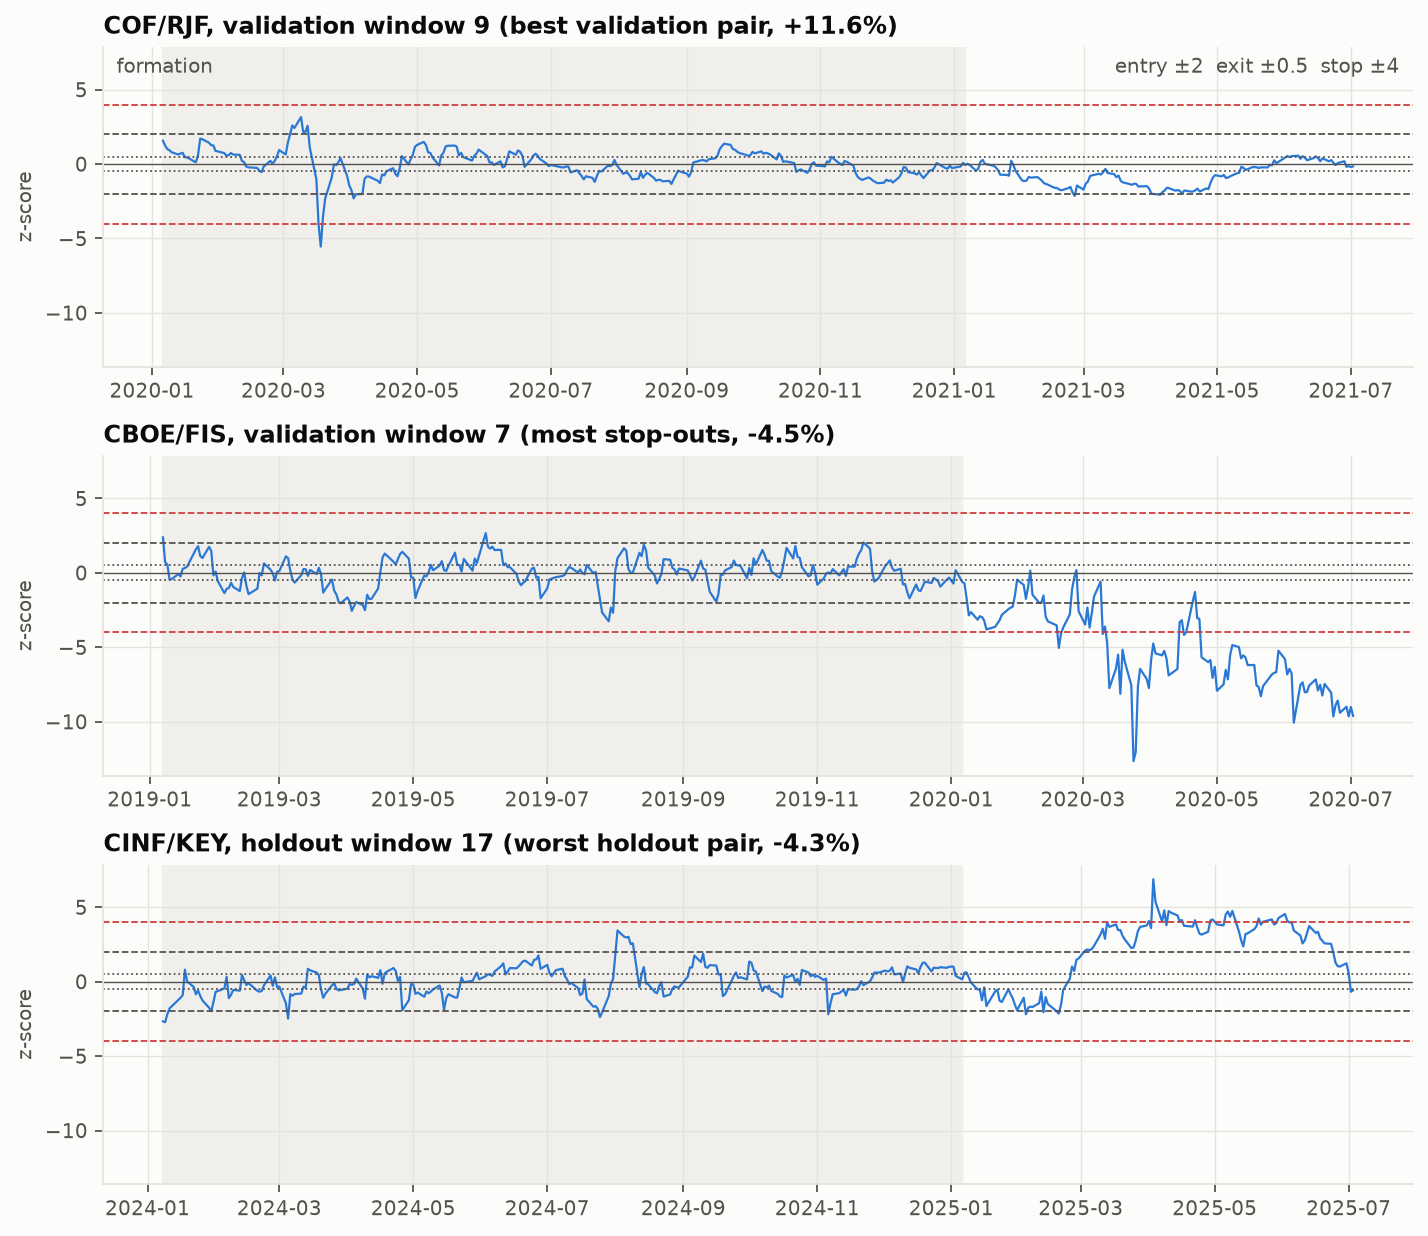 COF/RJF, validation window 9 (best validation pair, +11.6%)
formation
entry ±2  exit ±0.5  stop ±4
z-score
5
0
−5
−10
2020-01 2020-03 2020-05 2020-07 2020-09 2020-11 2021-01 2021-03 2021-05 2021-07
CBOE/FIS, validation window 7 (most stop-outs, -4.5%)
z-score
5
0
−5
−10
2019-01 2019-03 2019-05 2019-07 2019-09 2019-11 2020-01 2020-03 2020-05 2020-07
CINF/KEY, holdout window 17 (worst holdout pair, -4.3%)
z-score
5
0
−5
−10
2024-01 2024-03 2024-05 2024-07 2024-09 2024-11 2025-01 2025-03 2025-05 2025-07